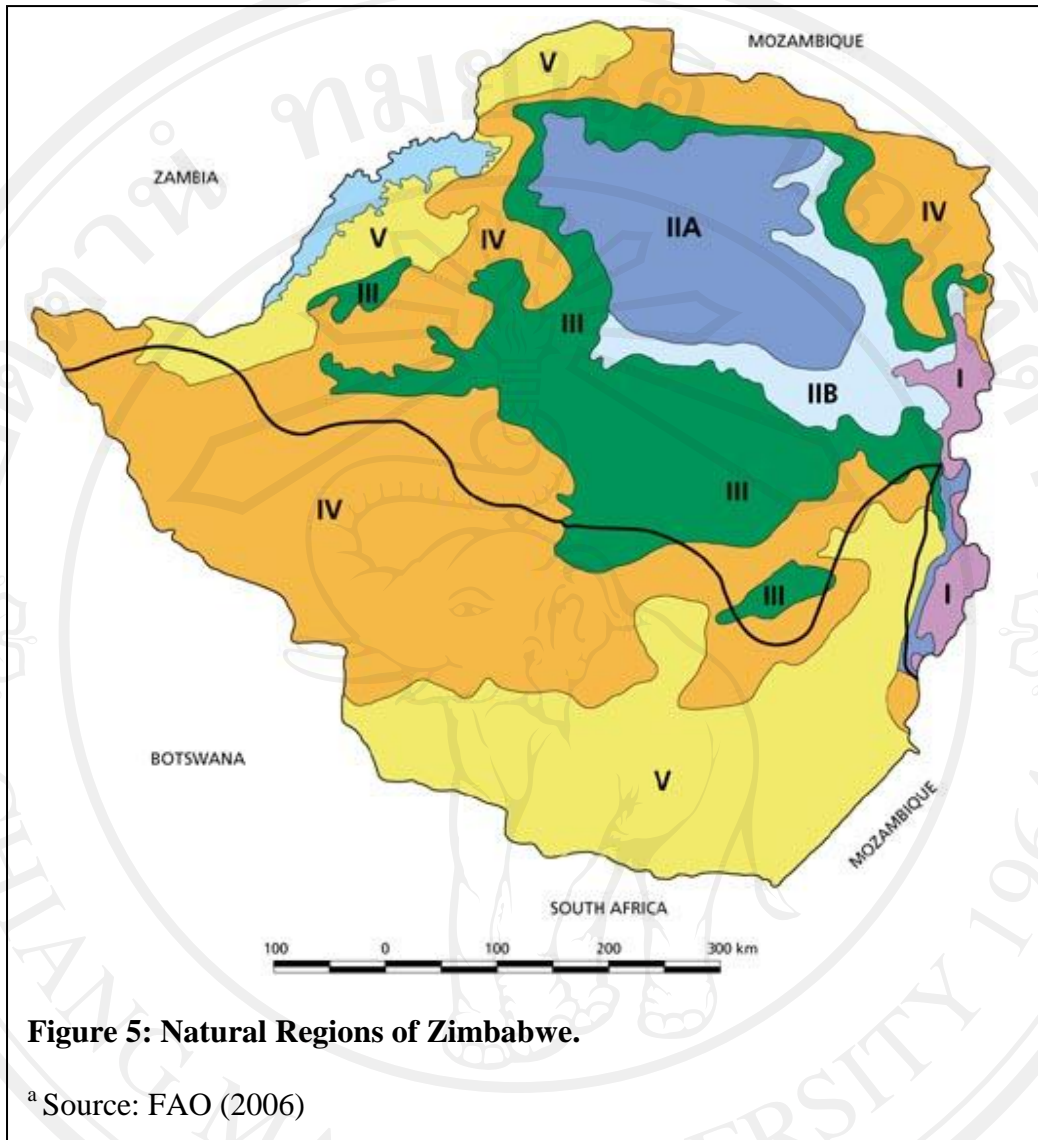 MOZAMBIQUE
V
ZAMBIA
IIA
IV
V
IV
III
III
I
IIB
IV
III
III
I
BOTSWANA
V
MOZAMBIQUE
SOUTH AFRICA
100 0 100 200 300 km
Figure 5: Natural Regions of Zimbabwe.
a Source: FAO (2006)